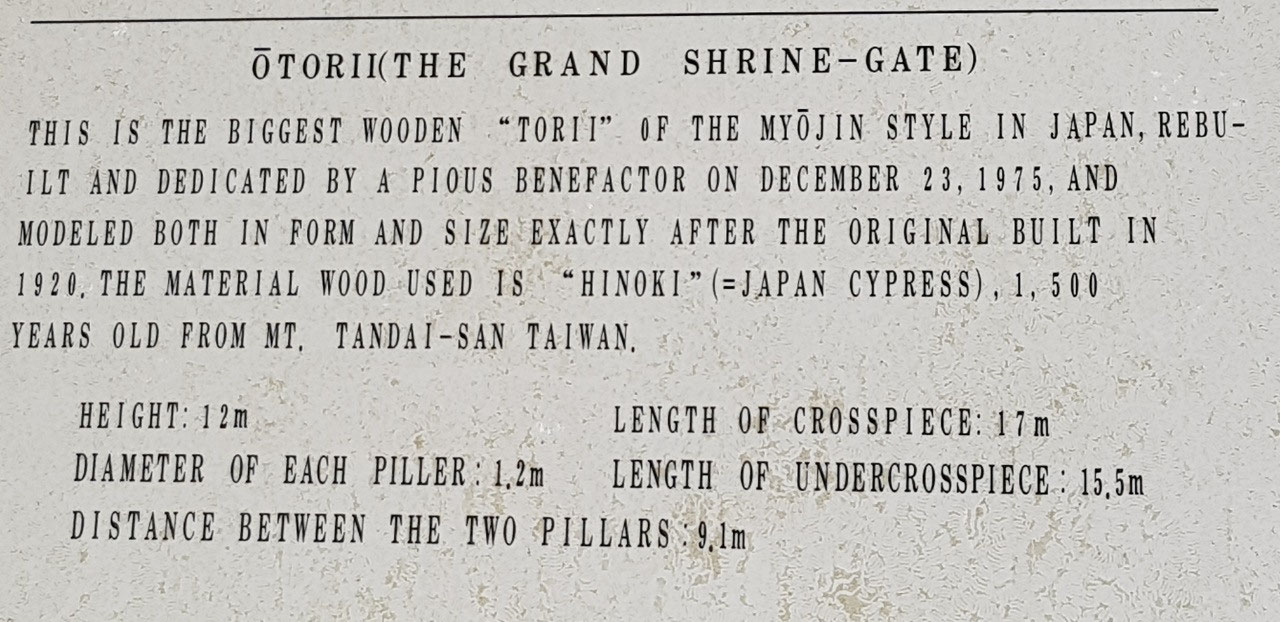 ŌTORII(THE GRAND SHRINE-GATE)
THIS IS THE BIGGEST WOODEN “TORII” OF THE MYŌJIN STYLE IN JAPAN, REBU-
ILT AND DEDICATED BY A PIOUS BENEFACTOR ON DECEMBER 23, 1975, AND
MODELED BOTH IN FORM AND SIZE EXACTLY AFTER THE ORIGINAL BUILT IN
1920. THE MATERIAL WOOD USED IS “HINOKI”(=JAPAN CYPRESS), 1, 500
YEARS OLD FROM MT. TANDAI-SAN TAIWAN.
HEIGHT: 12m LENGTH OF CROSSPIECE: 17m
DIAMETER OF EACH PILLER: 1.2m LENGTH OF UNDERCROSSPIECE: 15.5m
DISTANCE BETWEEN THE TWO PILLARS: 9.1m